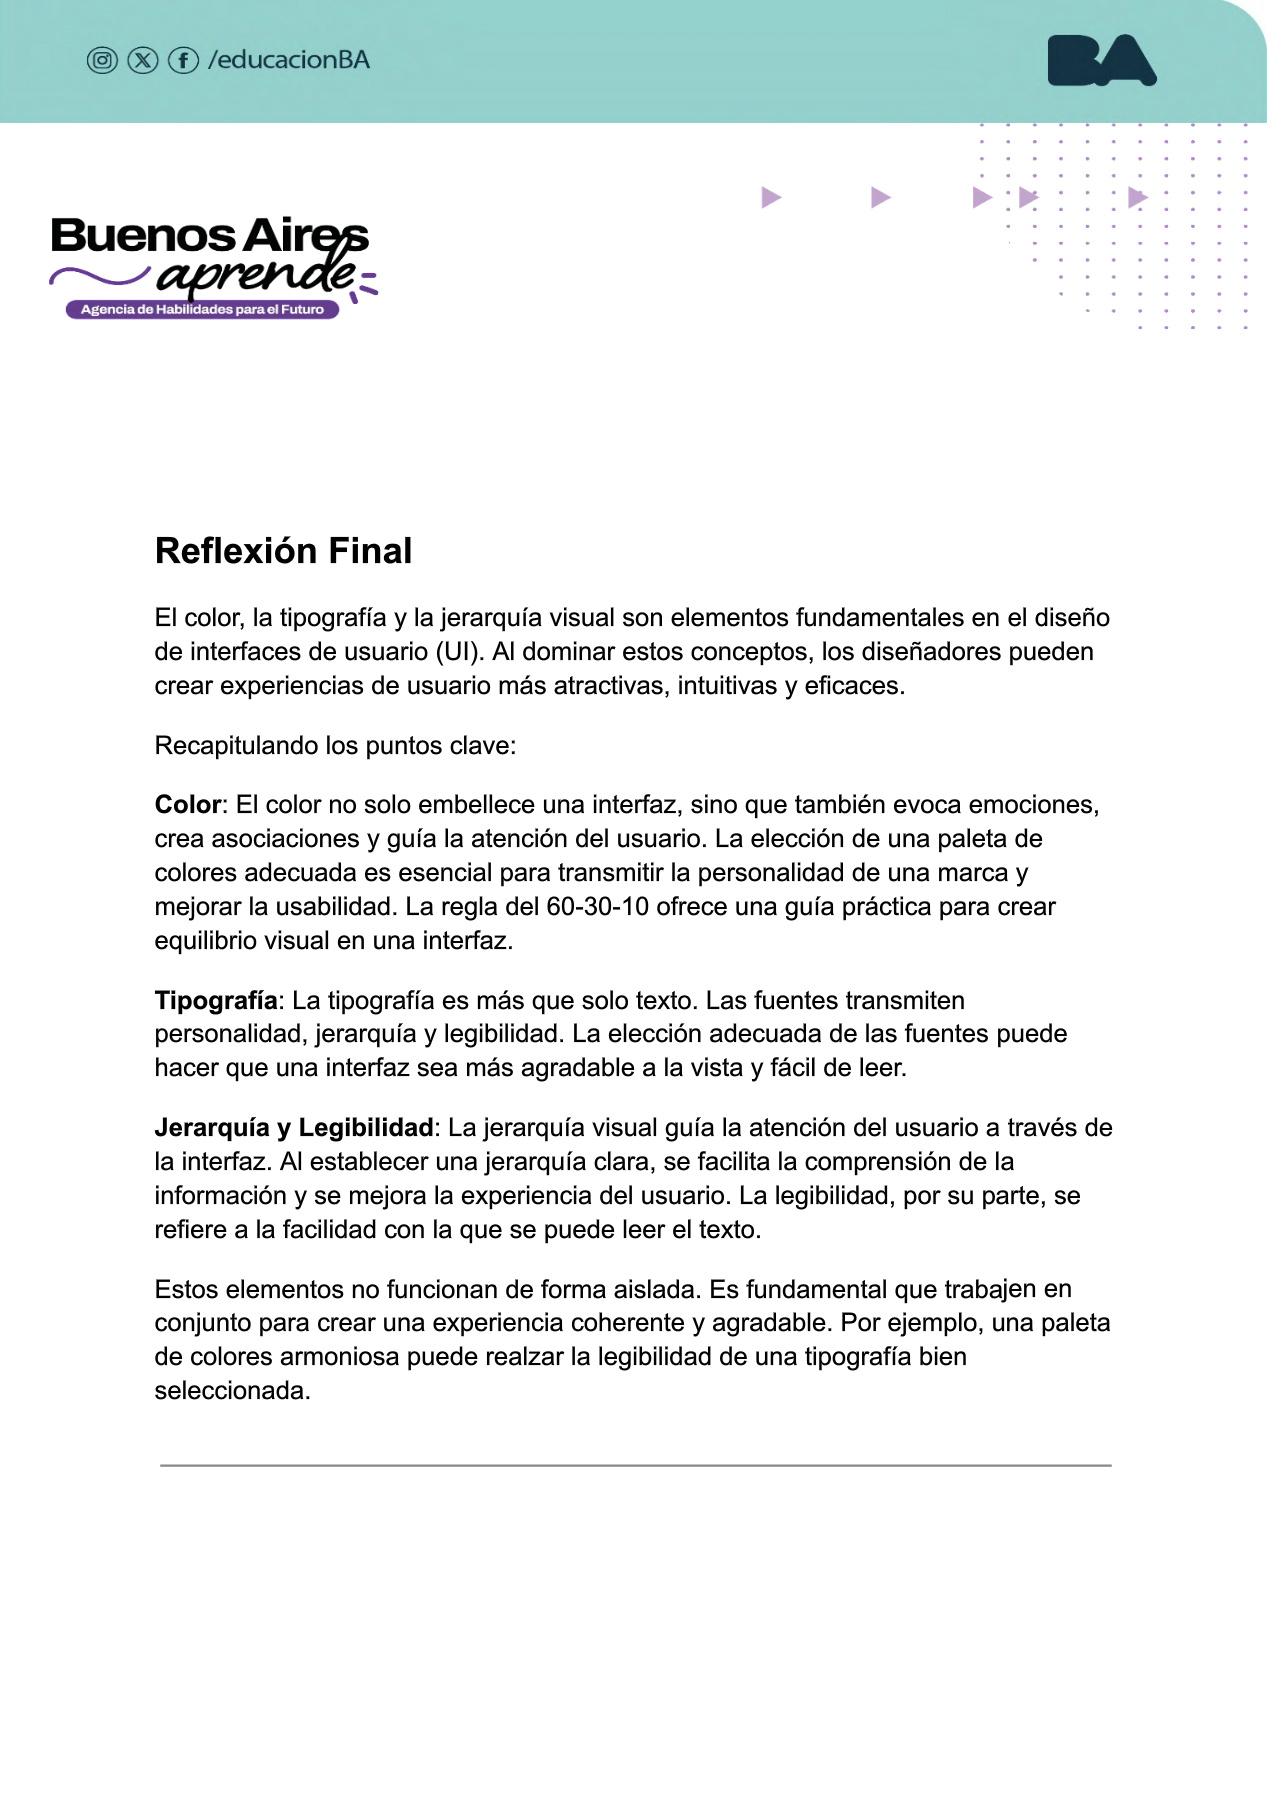 /educacionBA
BA
Buenos Aires
aprende
Agencia de Habilidades para el Futuro
Reflexión Final
El color, la tipografía y la jerarquía visual son elementos fundamentales en el diseño
de interfaces de usuario (UI). Al dominar estos conceptos, los diseñadores pueden
crear experiencias de usuario más atractivas, intuitivas y eficaces.
Recapitulando los puntos clave:
Color: El color no solo embellece una interfaz, sino que también evoca emociones,
crea asociaciones y guía la atención del usuario. La elección de una paleta de
colores adecuada es esencial para transmitir la personalidad de una marca y
mejorar la usabilidad. La regla del 60-30-10 ofrece una guía práctica para crear
equilibrio visual en una interfaz.
Tipografía: La tipografía es más que solo texto. Las fuentes transmiten
personalidad, jerarquía y legibilidad. La elección adecuada de las fuentes puede
hacer que una interfaz sea más agradable a la vista y fácil de leer.
Jerarquía y Legibilidad: La jerarquía visual guía la atención del usuario a través de
la interfaz. Al establecer una jerarquía clara, se facilita la comprensión de la
información y se mejora la experiencia del usuario. La legibilidad, por su parte, se
refiere a la facilidad con la que se puede leer el texto.
Estos elementos no funcionan de forma aislada. Es fundamental que trabajen en
conjunto para crear una experiencia coherente y agradable. Por ejemplo, una paleta
de colores armoniosa puede realzar la legibilidad de una tipografía bien
seleccionada.